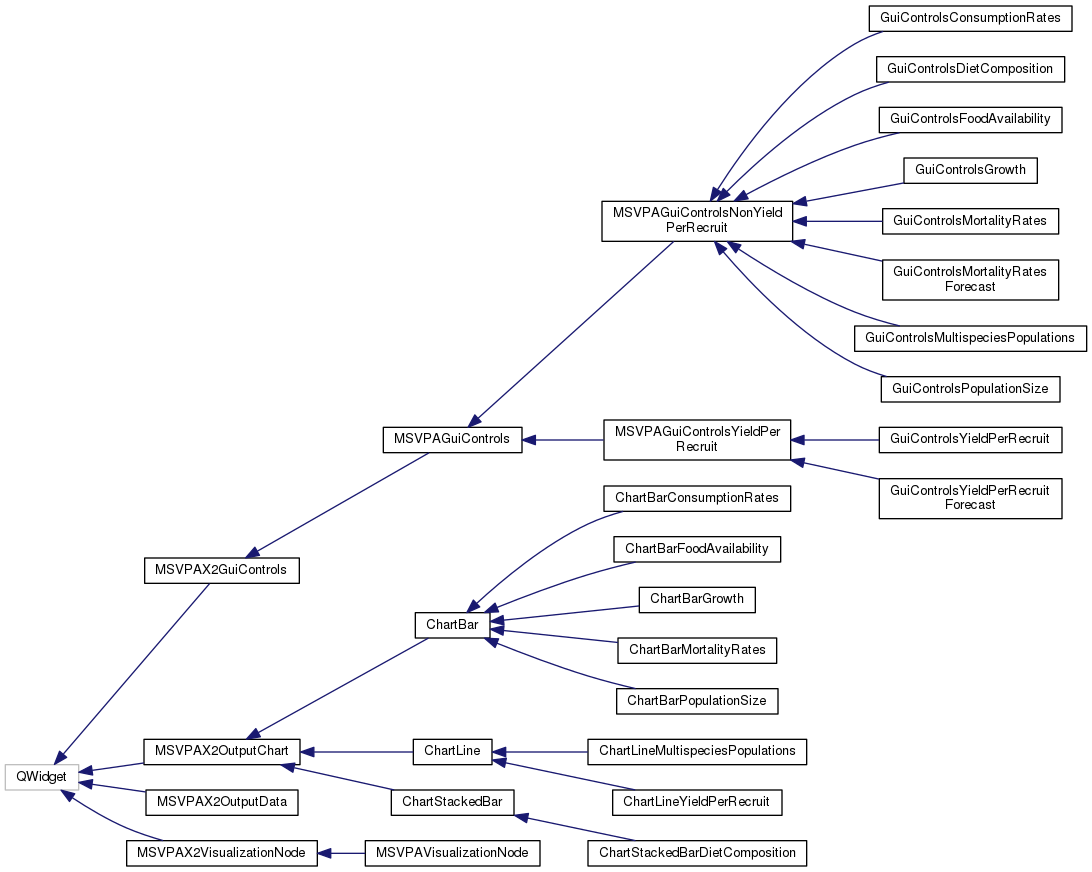 GuiControlsConsumptionRates
GuiControlsDietComposition
GuiControlsFoodAvailability
GuiControlsGrowth
MSVPAGuiControlsNonYield
PerRecruit
GuiControlsMortalityRates
GuiControlsMortalityRates
Forecast
GuiControlsMultispeciesPopulations
GuiControlsPopulationSize
MSVPAGuiControls
MSVPAGuiControlsYieldPer
Recruit
GuiControlsYieldPerRecruit
GuiControlsYieldPerRecruit
Forecast
ChartBarConsumptionRates
ChartBarFoodAvailability
MSVPAX2GuiControls
ChartBarGrowth
ChartBar
ChartBarMortalityRates
ChartBarPopulationSize
MSVPAX2OutputChart
ChartLine
ChartLineMultispeciesPopulations
QWidget
MSVPAX2OutputData
ChartStackedBar
ChartLineYieldPerRecruit
MSVPAX2VisualizationNode
MSVPAVisualizationNode
ChartStackedBarDietComposition